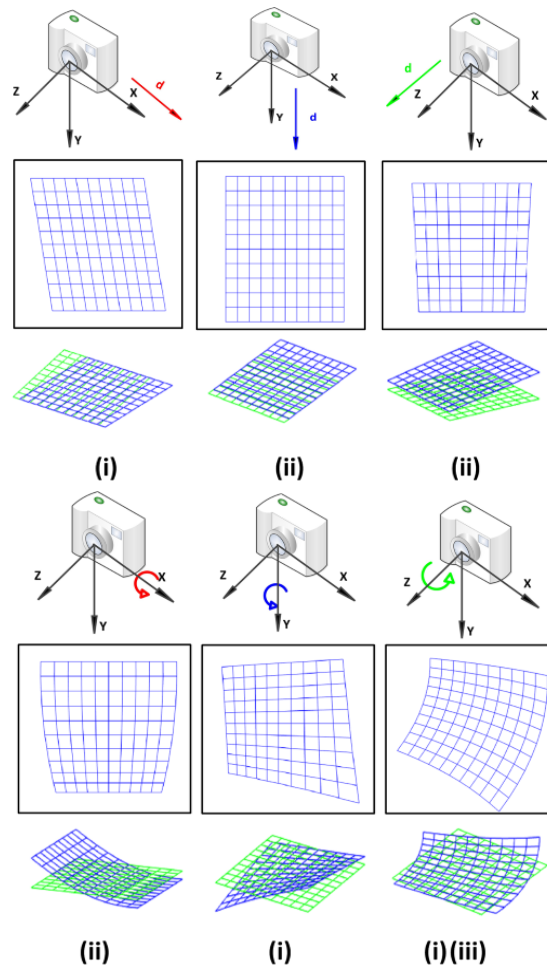 Z X d Y
Z X Y d
d Z X Y
(i) (ii) (ii)
Z X Y
Z X Y
Z X Y
(ii) (i) (i)(iii)